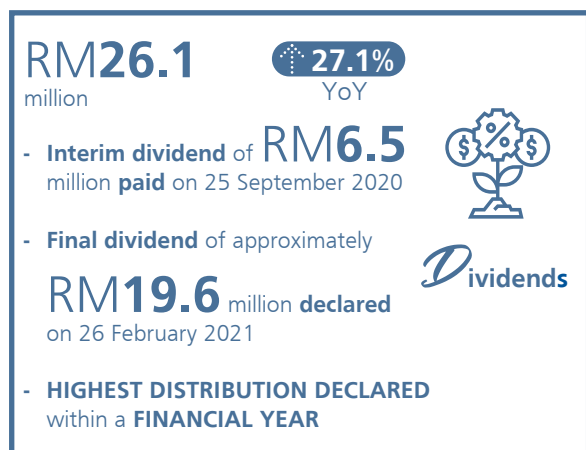 RM26.1
million
27.1%
YoY
- Interim dividend of RM6.5
million paid on 25 September 2020
$ % $
- Final dividend of approximately
Dividends
RM19.6 million declared
on 26 February 2021
- HIGHEST DISTRIBUTION DECLARED
within a FINANCIAL YEAR